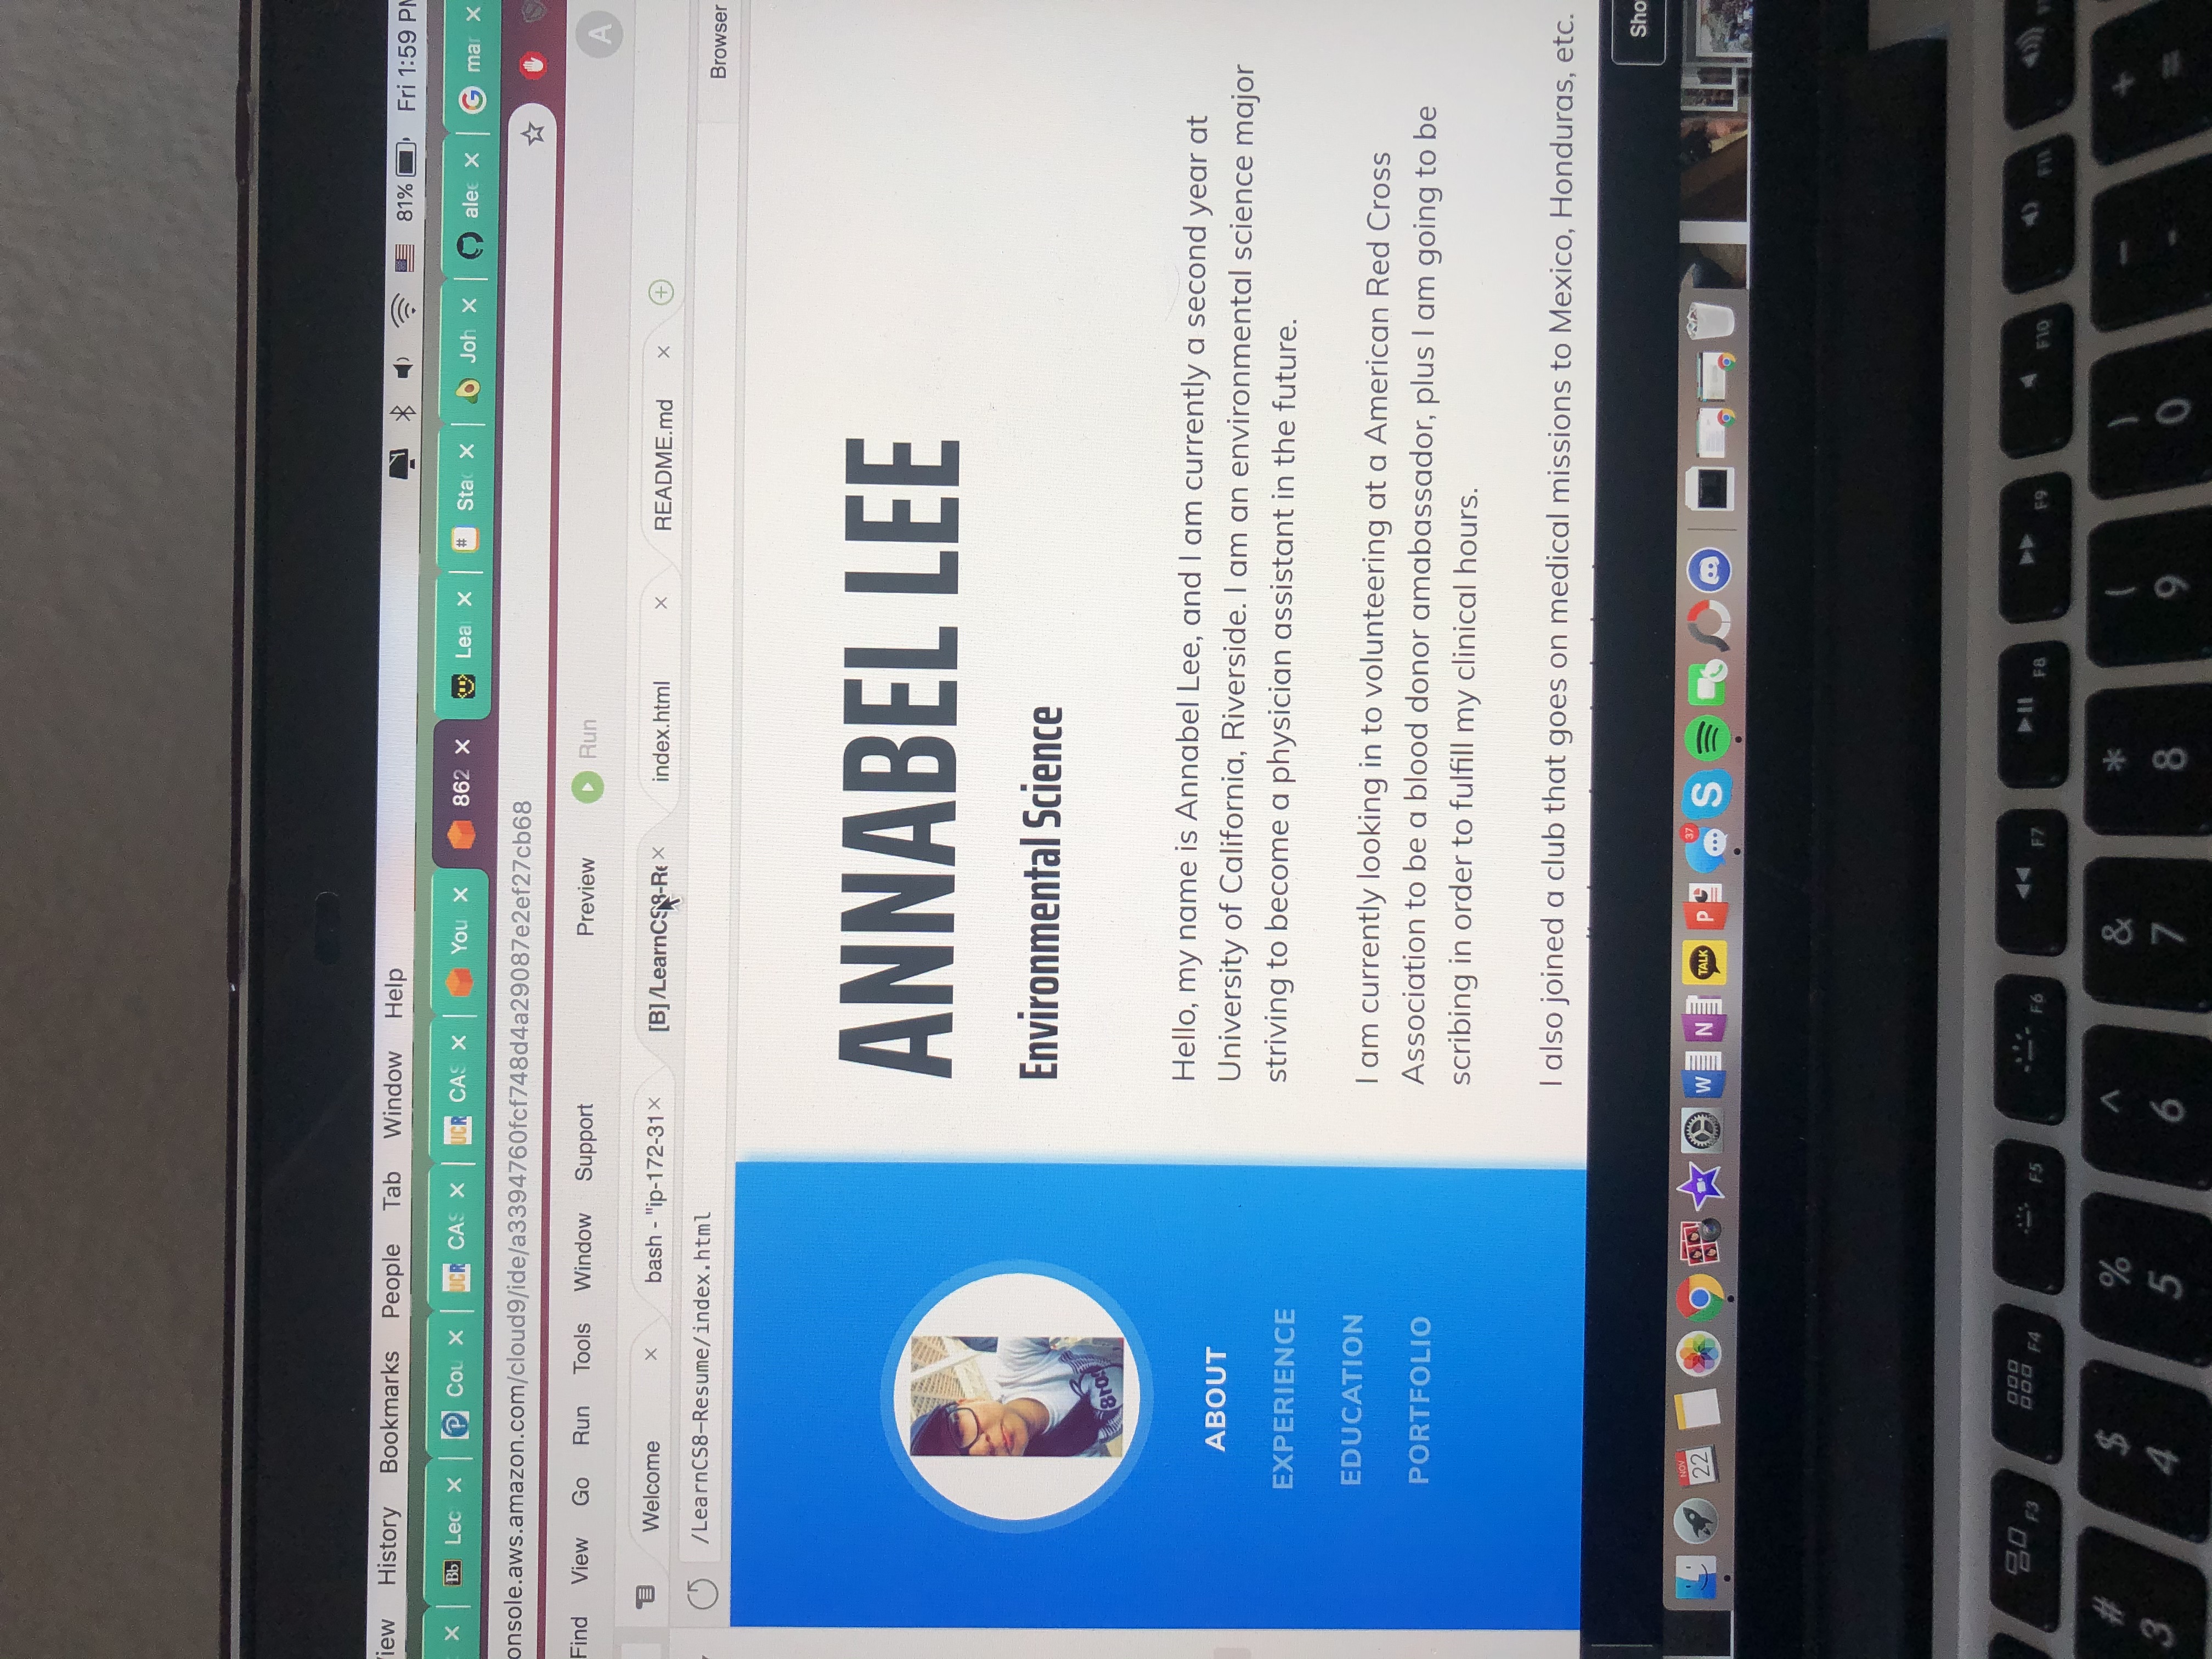 iew History Bookmarks People Tab Window Help 81% Fri 1:59 PM
Bb Lec Cou UCR CAS UCR CAS You 862 Lea # Stac Joh alee G mar
onsole.aws.amazon.com/cloud9/ide/a3394760fcf748d4a29087e2ef27cb68
Find View Go Run Tools Window Support Preview Run A
Welcome bash - "ip-172-31 [B] /LearnCS8-Re index.html README.md
/LearnCS8-Resume/index.html Browser
ANNABEL LEE
Environmental Science
ABOUT
EXPERIENCE
EDUCATION
PORTFOLIO
Hello, my name is Annabel Lee, and I am currently a second year at
University of California, Riverside. I am an environmental science major
striving to become a physician assistant in the future.
I am currently looking in to volunteering at a American Red Cross
Association to be a blood donor amabassador, plus I am going to be
scribing in order to fulfill my clinical hours.
I also joined a club that goes on medical missions to Mexico, Honduras, etc.
Sho
NOV
22 W N TALK P 37 S
F3 F4 F5 F6 F7 F8 F9 F10 F11
# $ % ^ & * ( ) - +
3 4 5 6 7 8 9 0 - =